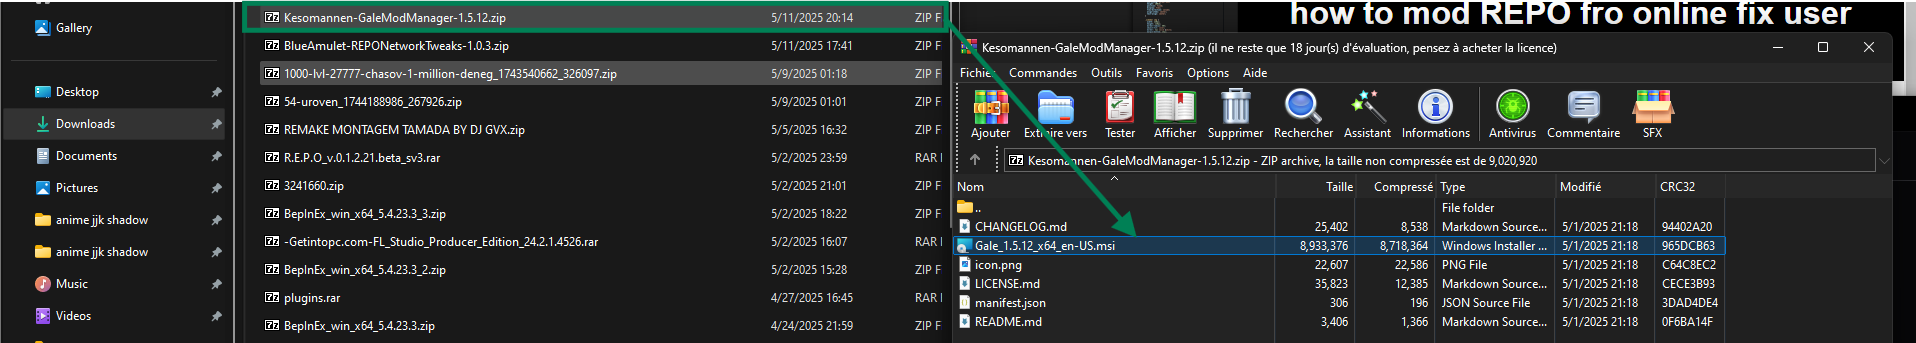 Gallery
Desktop
Downloads
Documents
Pictures
anime jjk shadow
anime jjk shadow
Music
Videos
Kesomannen-GaleModManager-1.5.12.zip 5/11/2025 20:14 ZIP F
BlueAmulet-REPONetworkTweaks-1.0.3.zip 5/11/2025 17:41 ZIP F
1000-lvl-27777-chasov-1-million-deneg_1743540662_326097.zip 5/9/2025 01:18 ZIP F
54-uroven_1744188986_267926.zip 5/9/2025 01:01 ZIP F
REMAKE MONTAGEM TAMADA BY DJ GVX.zip 5/5/2025 16:32 ZIP F
R.E.P.O_v.0.1.2.21.beta_sv3.rar 5/2/2025 23:59 RAR
3241660.zip 5/2/2025 21:01 ZIP F
BepInEx_win_x64_5.4.23.3_3.zip 5/2/2025 18:22 ZIP F
-Getintopc.com-FL_Studio_Producer_Edition_24.2.1.4526.rar 5/2/2025 16:07 RAR
BepInEx_win_x64_5.4.23.3_2.zip 5/2/2025 15:28 ZIP F
plugins.rar 4/27/2025 16:45 RAR
BepInEx_win_x64_5.4.23.3.zip 4/24/2025 21:59 ZIP F
how to mod REPO fro online fix user
Kesomannen-GaleModManager-1.5.12.zip (il ne reste que 18 jour(s) d'évaluation, pensez à acheter la licence)
Fichier Commandes Outils Favoris Options Aide
Ajouter Extraire vers Tester Afficher Supprimer Rechercher Assistant Informations Antivirus Commentaire SFX
Kesomannen-GaleModManager-1.5.12.zip - ZIP archive, la taille non compressée est de 9,020,920
Nom Taille Compressé Type Modifié CRC32
.. File folder
CHANGELOG.md 25,402 8,538 Markdown Source... 5/1/2025 21:18 94402A20
Gale_1.5.12_x64_en-US.msi 8,933,376 8,718,364 Windows Installer ... 5/1/2025 21:18 965DCB63
icon.png 22,607 22,586 PNG File 5/1/2025 21:18 C64C8EC2
LICENSE.md 35,823 12,385 Markdown Source... 5/1/2025 21:18 CECE3B93
manifest.json 306 196 JSON Source File 5/1/2025 21:18 3DAD4DE4
README.md 3,406 1,366 Markdown Source... 5/1/2025 21:18 0F6BA14F